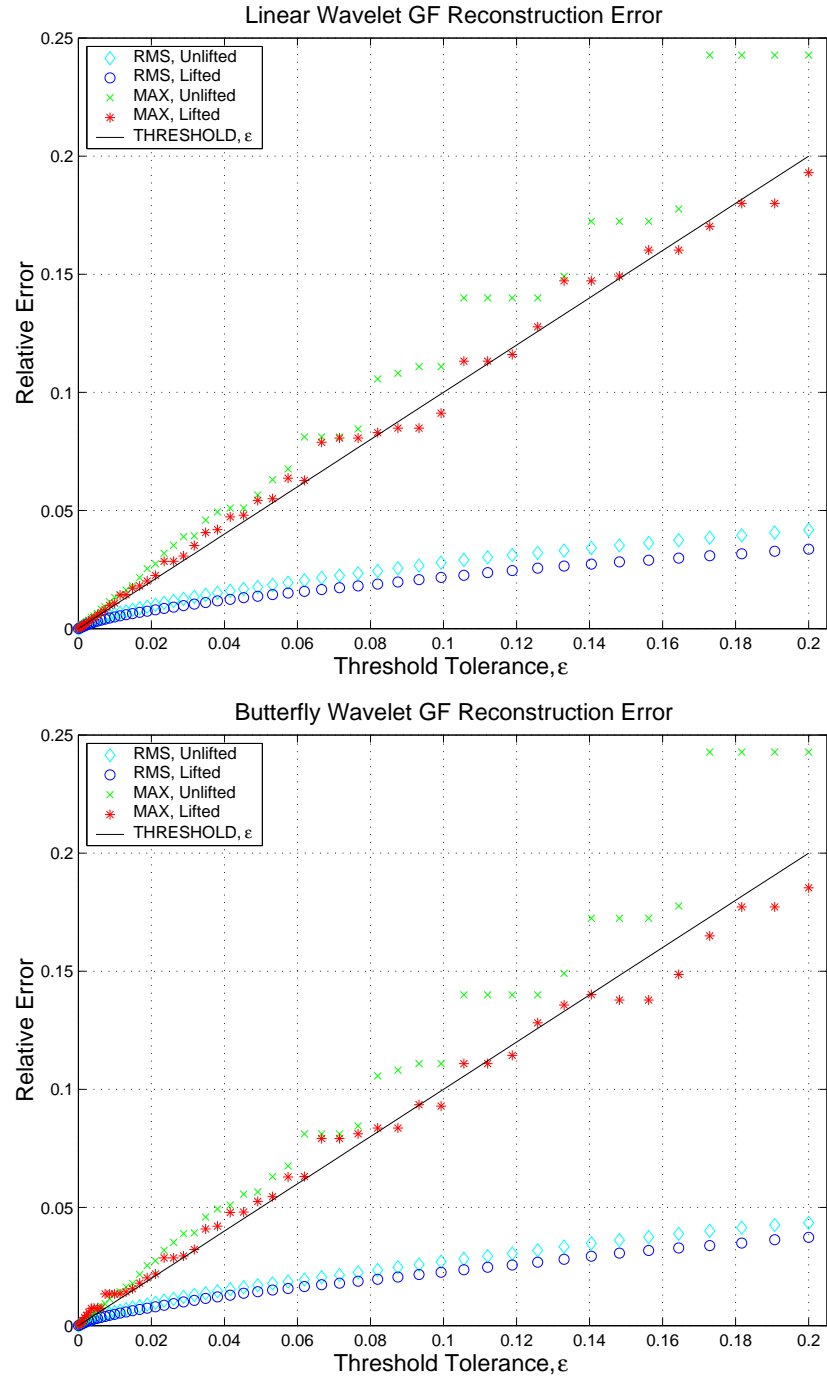 Linear Wavelet GF Reconstruction Error
0.25
0.2
0.15
0.1
0.05
0
Relative Error
RMS, Unlifted
RMS, Lifted
MAX, Unlifted
MAX, Lifted
THRESHOLD, ε
0.02 0.04 0.06 0.08 0.1 0.12 0.14 0.16 0.18 0.2
Threshold Tolerance, ε
Butterfly Wavelet GF Reconstruction Error
0.25
0.2
0.15
0.1
0.05
0
Relative Error
RMS, Unlifted
RMS, Lifted
MAX, Unlifted
MAX, Lifted
THRESHOLD, ε
0.02 0.04 0.06 0.08 0.1 0.12 0.14 0.16 0.18 0.2
Threshold Tolerance, ε